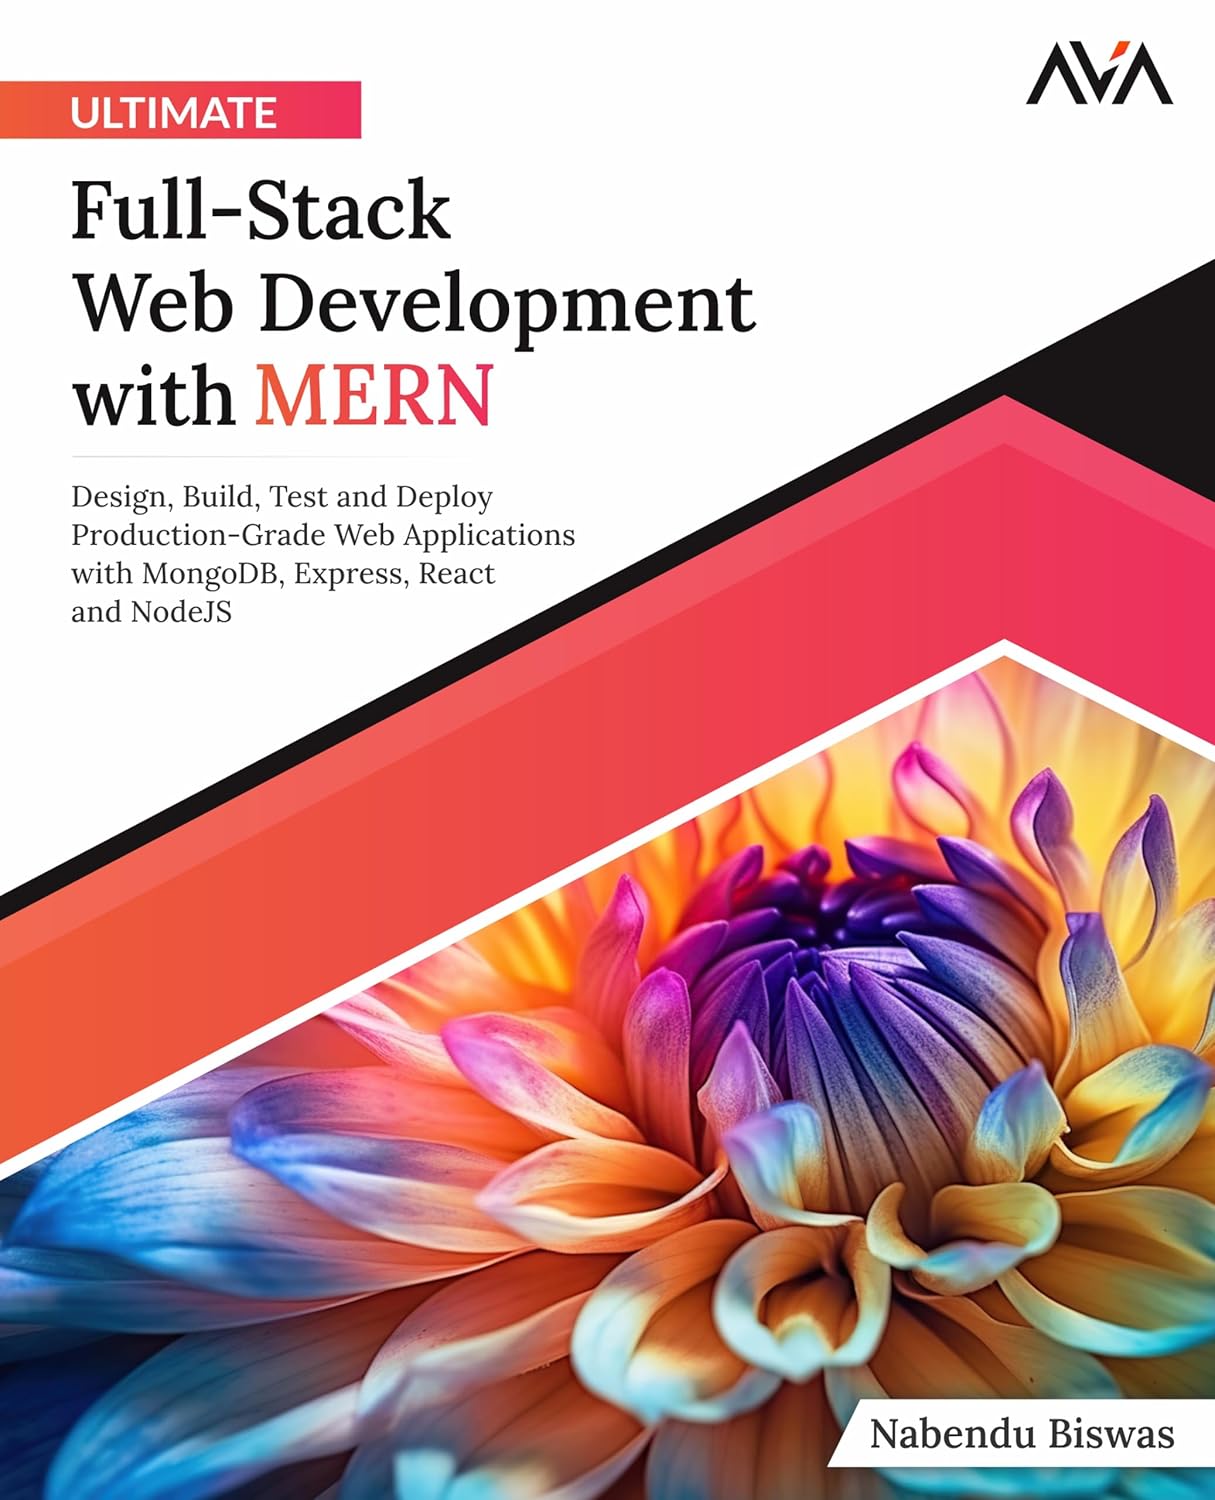 AVA
ULTIMATE
Full-Stack
Web Development
with MERN
Design, Build, Test and Deploy
Production-Grade Web Applications
with MongoDB, Express, React
and NodeJS
Nabendu Biswas